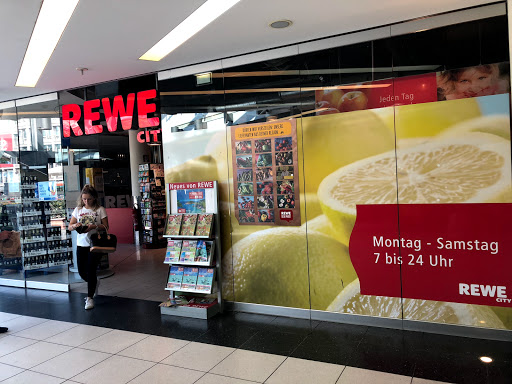 REWE
CITY
Neues von REWE
Jeden Tag
Montag - Samstag
7 bis 24 Uhr
REWE
CITY